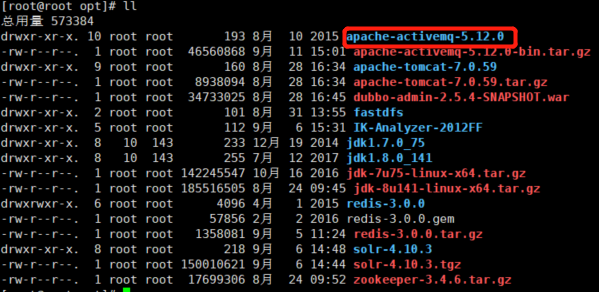 [root@root opt]# ll
总用量 573384
drwxr-xr-x. 10 root root       193 8月  10 2015 apache-activemq-5.12.0
-rw-r--r--.  1 root root  46560868 9月  11 15:01 apache-activemq-5.12.0-bin.tar.gz
drwxr-xr-x.  9 root root       160 8月  28 16:34 apache-tomcat-7.0.59
-rw-r--r--.  1 root root   8938094 8月  28 16:34 apache-tomcat-7.0.59.tar.gz
-rw-r--r--.  1 root root  34733025 8月  28 16:45 dubbo-admin-2.5.4-SNAPSHOT.war
drwxr-xr-x.  2 root root       101 8月  31 13:55 fastdfs
drwxr-xr-x.  5 root root       112 9月   6 15:31 IK-Analyzer-2012FF
drwxr-xr-x.  8   10  143       233 12月 19 2014 jdk1.7.0_75
drwxr-xr-x.  8   10  143       255 7月  12 2017 jdk1.8.0_141
-rw-r--r--.  1 root root 142245547 10月 16 2016 jdk-7u75-linux-x64.tar.gz
-rw-r--r--.  1 root root 185516505 8月  24 09:45 jdk-8u141-linux-x64.tar.gz
drwxrwxr-x.  6 root root      4096 4月   1 2015 redis-3.0.0
-rw-r--r--.  1 root root     57856 2月   2 2016 redis-3.0.0.gem
-rw-r--r--.  1 root root   1358081 9月   5 11:24 redis-3.0.0.tar.gz
drwxr-xr-x.  8 root root       218 9月   6 14:48 solr-4.10.3
-rw-r--r--.  1 root root 150010621 9月   6 14:44 solr-4.10.3.tgz
-rw-r--r--.  1 root root  17699306 8月  24 09:52 zookeeper-3.4.6.tar.gz